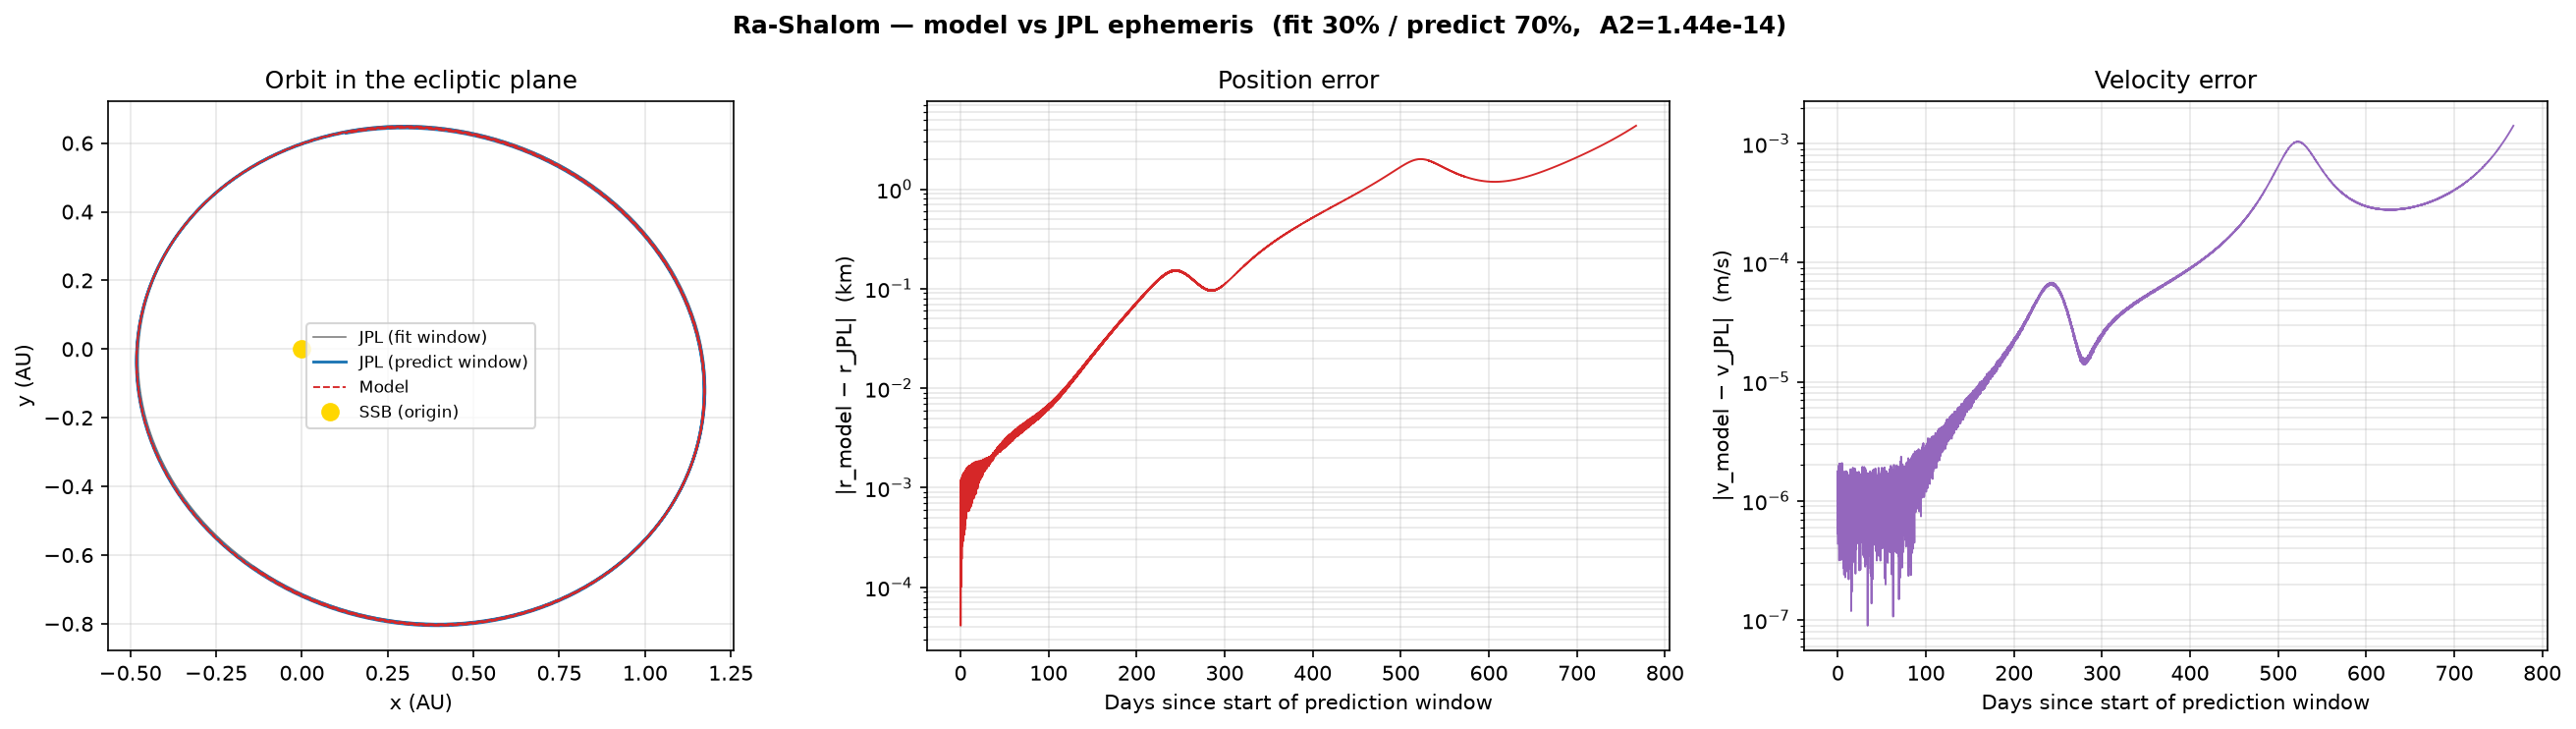 Ra-Shalom — model vs JPL ephemeris  (fit 30% / predict 70%,  A2=1.44e-14)
Orbit in the ecliptic plane
y (AU)
0.6
0.4
0.2
0.0
−0.2
−0.4
−0.6
−0.8
JPL (fit window)
JPL (predict window)
Model
SSB (origin)
−0.50 −0.25 0.00 0.25 0.50 0.75 1.00 1.25
x (AU)
Position error
|r_model − r_JPL|  (km)
10⁰
10⁻¹
10⁻²
10⁻³
10⁻⁴
0 100 200 300 400 500 600 700 800
Days since start of prediction window
Velocity error
|v_model − v_JPL|  (m/s)
10⁻³
10⁻⁴
10⁻⁵
10⁻⁶
10⁻⁷
0 100 200 300 400 500 600 700 800
Days since start of prediction window